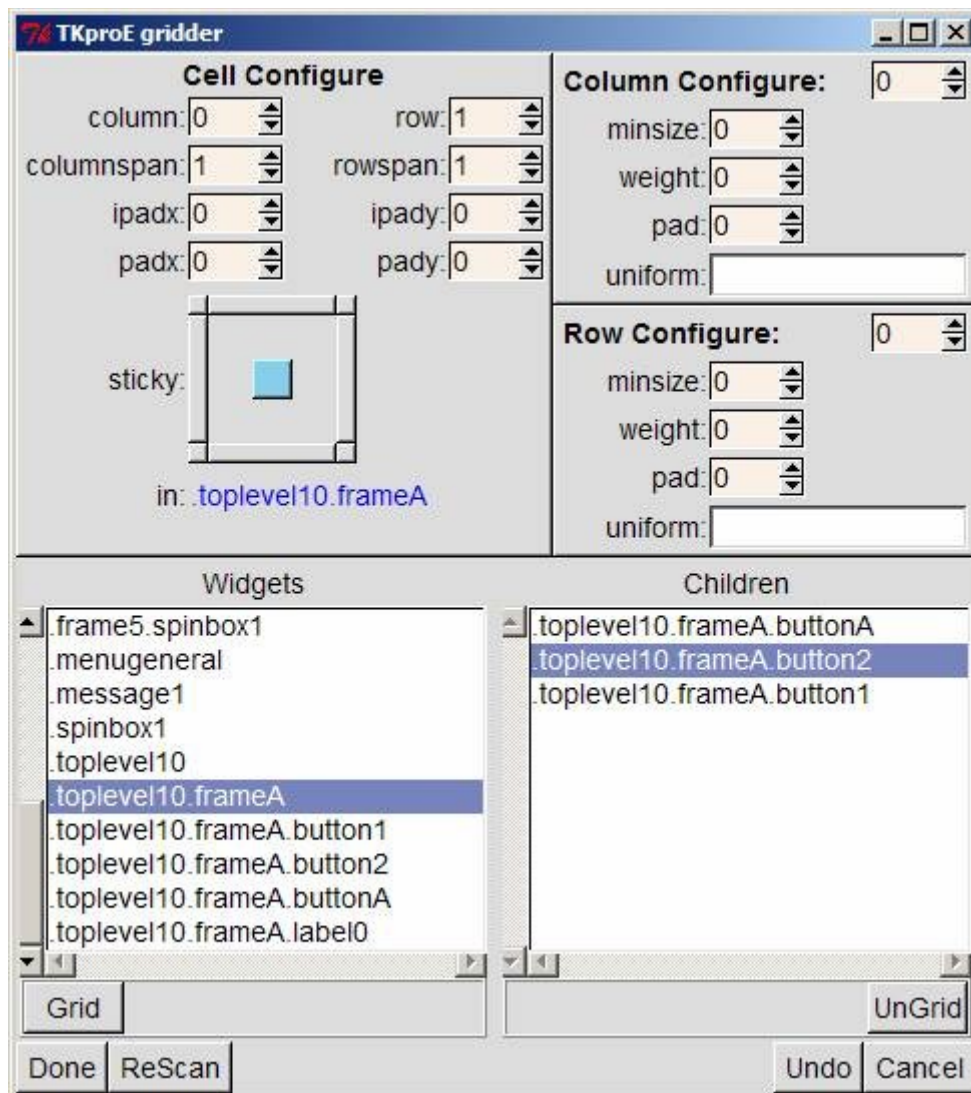 TKproE gridder
Cell Configure
column: 0 row: 1
columnspan: 1 rowspan: 1
ipadx: 0 ipady: 0
padx: 0 pady: 0
sticky:
in: .toplevel10.frameA
Column Configure: 0
minsize: 0
weight: 0
pad: 0
uniform:
Row Configure: 0
minsize: 0
weight: 0
pad: 0
uniform:
Widgets
.frame5.spinbox1
.menugeneral
.message1
.spinbox1
.toplevel10
.toplevel10.frameA
.toplevel10.frameA.button1
.toplevel10.frameA.button2
.toplevel10.frameA.buttonA
.toplevel10.frameA.label0
Grid
Children
.toplevel10.frameA.buttonA
.toplevel10.frameA.button2
.toplevel10.frameA.button1
UnGrid
Done ReScan Undo Cancel